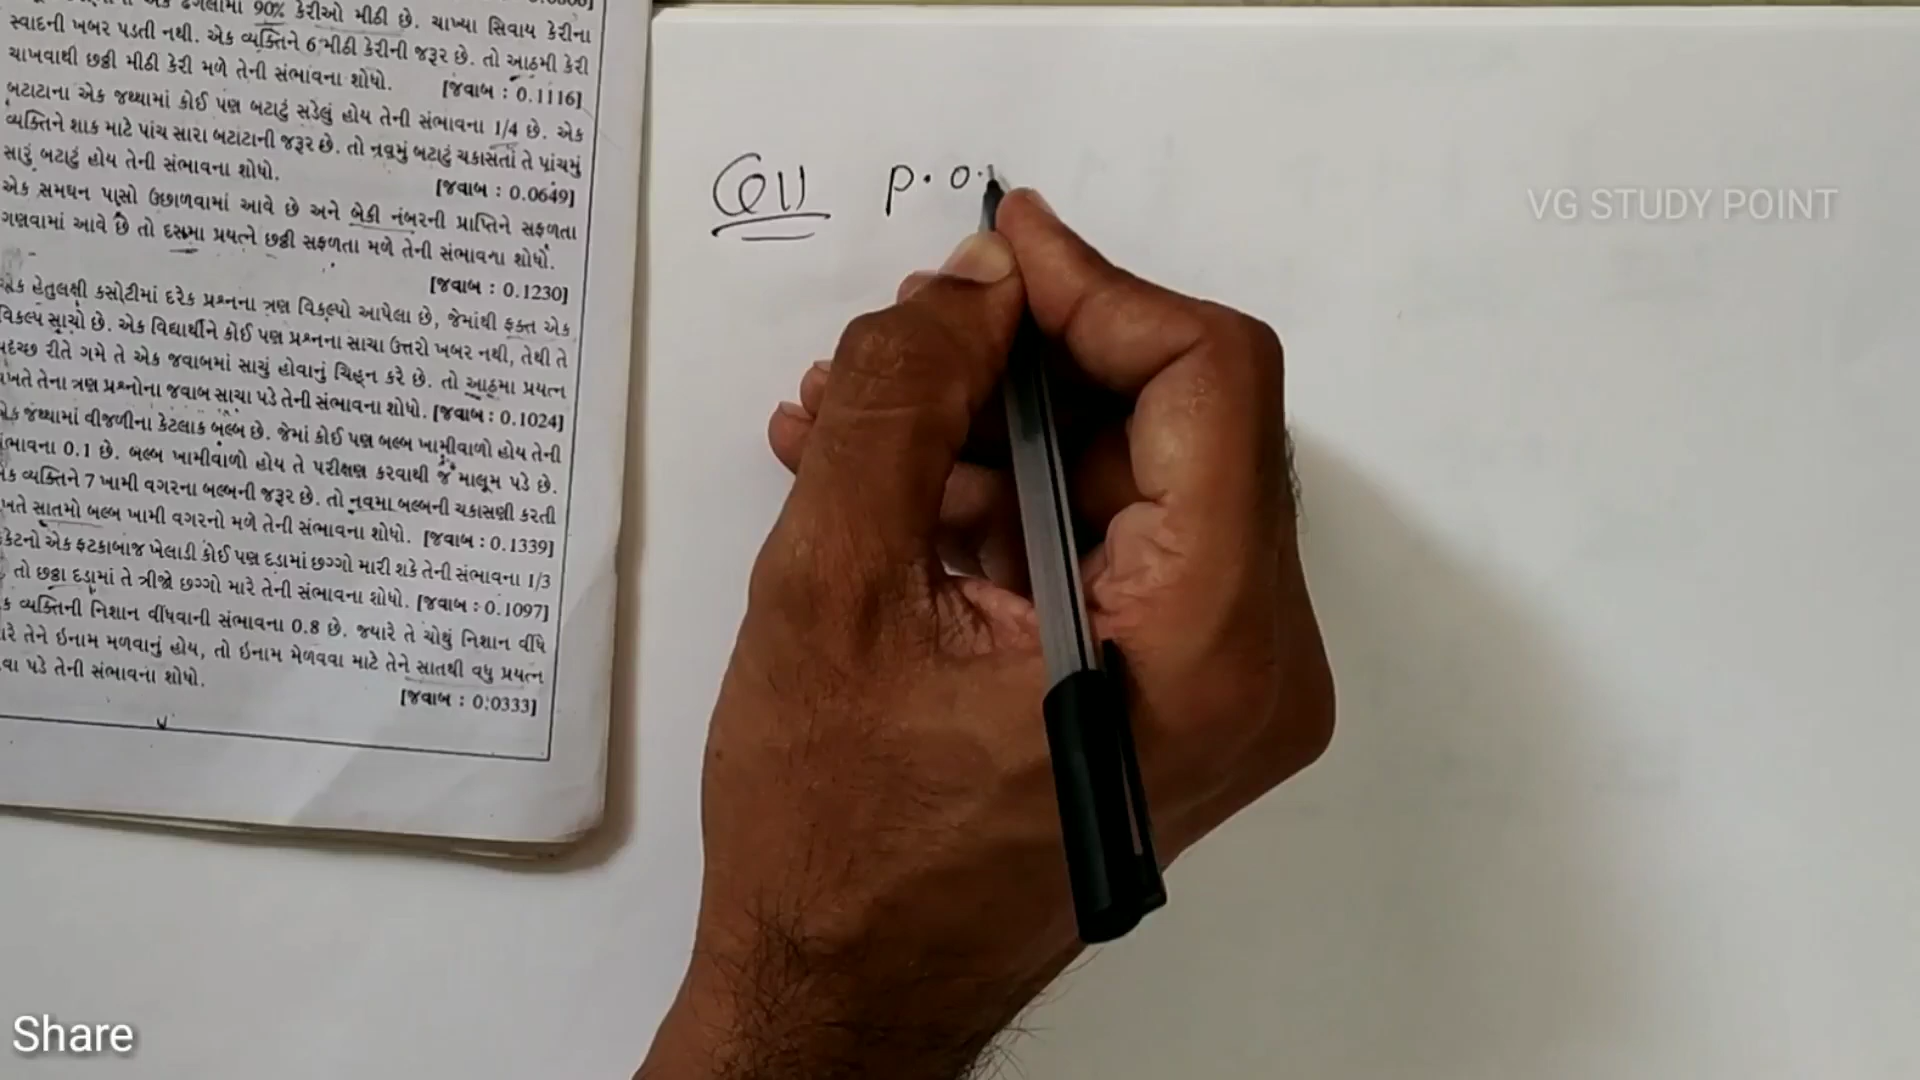 90% કેરીઓ મીઠી છે. ચાખ્યા સિવાય કેરીના
સ્વાદની ખબર પડતી નથી. એક વ્યક્તિને 6 મીઠી કેરીની જરૂર છે. તો આઠમી કેરી
ચાખવાથી છઠ્ઠી મીઠી કેરી મળે તેની સંભાવના શોધો. [જવાબ : 0.1116]
બટાટાના એક જથ્થામાં કોઈ પણ બટાટું સડેલું હોય તેની સંભાવના 1/4 છે. એક
વ્યક્તિને શાક માટે પાંચ સારા બટાટાની જરૂર છે. તો નવમું બટાટું ચકાસતાં તે પાંચમું
સારું બટાટું હોય તેની સંભાવના શોધો. [જવાબ : 0.0649]
એક સમઘન પાસો ઉછાળવામાં આવે છે અને બેકી નંબરની પ્રાપ્તિને સફળતા
ગણવામાં આવે છે તો દસમા પ્રયત્ને છઠ્ઠી સફળતા મળે તેની સંભાવના શોધો.
[જવાબ : 0.1230]
એક હેતુલક્ષી કસોટીમાં દરેક પ્રશ્નના ત્રણ વિકલ્પો આપેલા છે, જેમાંથી ફક્ત એક
વિકલ્પ સાચો છે. એક વિદ્યાર્થીને કોઈ પણ પ્રશ્નના સાચા ઉત્તરો ખબર નથી, તેથી તે
યદચ્છ રીતે ગમે તે એક જવાબમાં સાચું હોવાનું ચિહ્ન કરે છે. તો આઠમા પ્રયત્ન
વખતે તેના ત્રણ પ્રશ્નોના જવાબ સાચા પડે તેની સંભાવના શોધો. [જવાબ : 0.1024]
એક જથ્થામાં વીજળીના કેટલાક બલ્બ છે. જેમાં કોઈ પણ બલ્બ ખામીવાળો હોય તેની
સંભાવના 0.1 છે. બલ્બ ખામીવાળો હોય તે પરીક્ષણ કરવાથી જ માલૂમ પડે છે.
એક વ્યક્તિને 7 ખામી વગરના બલ્બની જરૂર છે. તો નવમા બલ્બની ચકાસણી કરતી
વખતે સાતમો બલ્બ ખામી વગરનો મળે તેની સંભાવના શોધો. [જવાબ : 0.1339]
ક્રિકેટનો એક ફટકાબાજ ખેલાડી કોઈ પણ દડામાં છગ્ગો મારી શકે તેની સંભાવના 1/3
તો છઠ્ઠા દડામાં તે ત્રીજો છગ્ગો મારે તેની સંભાવના શોધો. [જવાબ : 0.1097]
એક વ્યક્તિની નિશાન વીંધવાની સંભાવના 0.8 છે. જ્યારે તે ચોથું નિશાન વીંધે
ત્યારે તેને ઇનામ મળવાનું હોય, તો ઇનામ મેળવવા માટે તેને સાતથી વધુ પ્રયત્ન
પડે તેની સંભાવના શોધો.
[જવાબ : 0.0333]
Q11 P. 0.
VG STUDY POINT
Share